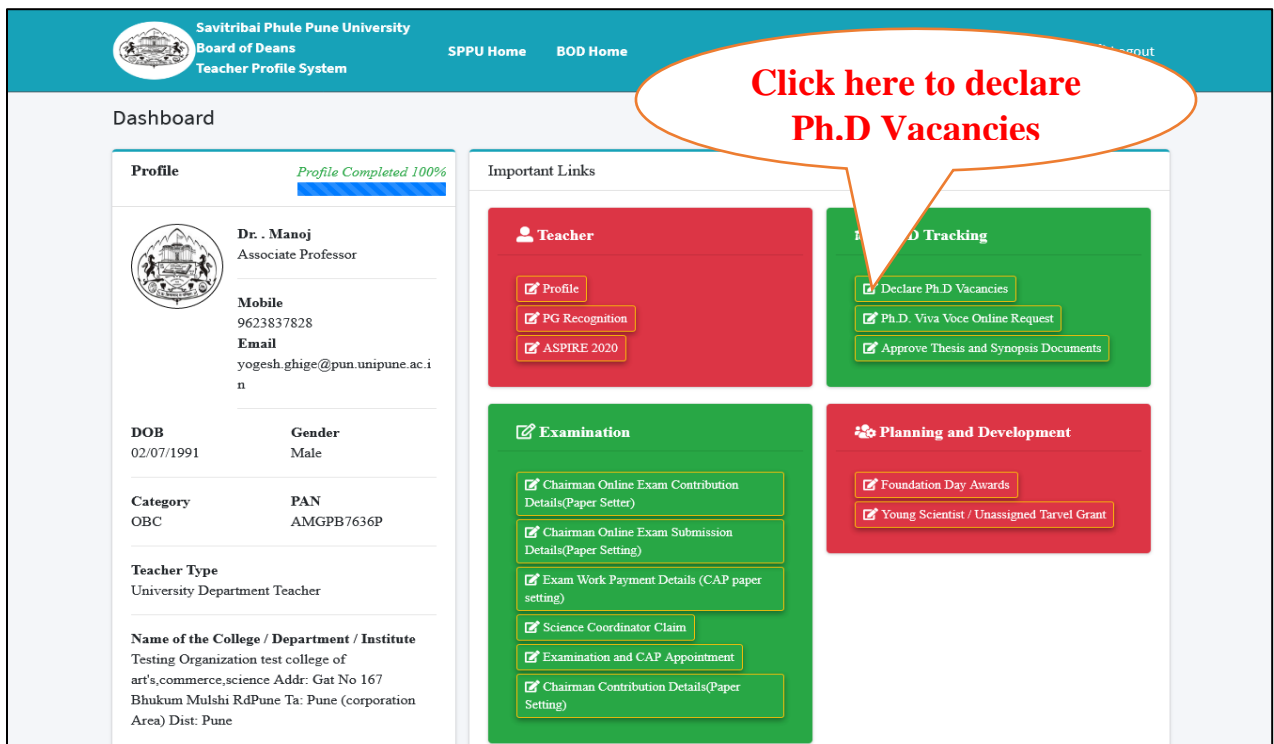 Savitribai Phule Pune University
Board of Deans
Teacher Profile System
SPPU Home
BOD Home
Logout
Click here to declare
Ph.D Vacancies
Dashboard
Profile
Profile Completed 100%
Dr. . Manoj
Associate Professor
Mobile
9623837828
Email
yogesh.ghige@pun.unipune.ac.i
n
DOB
Gender
02/07/1991
Male
Category
PAN
OBC
AMGPB7636P
Teacher Type
University Department Teacher
Name of the College / Department / Institute
Testing Organization test college of
art's,commerce,science Addr: Gat No 167
Bhukum Mulshi RdPune Ta: Pune (corporation
Area) Dist: Pune
Important Links
Teacher
Profile
PG Recognition
ASPIRE 2020
D Tracking
Declare Ph.D Vacancies
Ph.D. Viva Voce Online Request
Approve Thesis and Synopsis Documents
Examination
Chairman Online Exam Contribution
Details(Paper Setter)
Chairman Online Exam Submission
Details(Paper Setting)
Exam Work Payment Details (CAP paper
setting)
Science Coordinator Claim
Examination and CAP Appointment
Chairman Contribution Details(Paper
Setting)
Planning and Development
Foundation Day Awards
Young Scientist / Unassigned Tarvel Grant